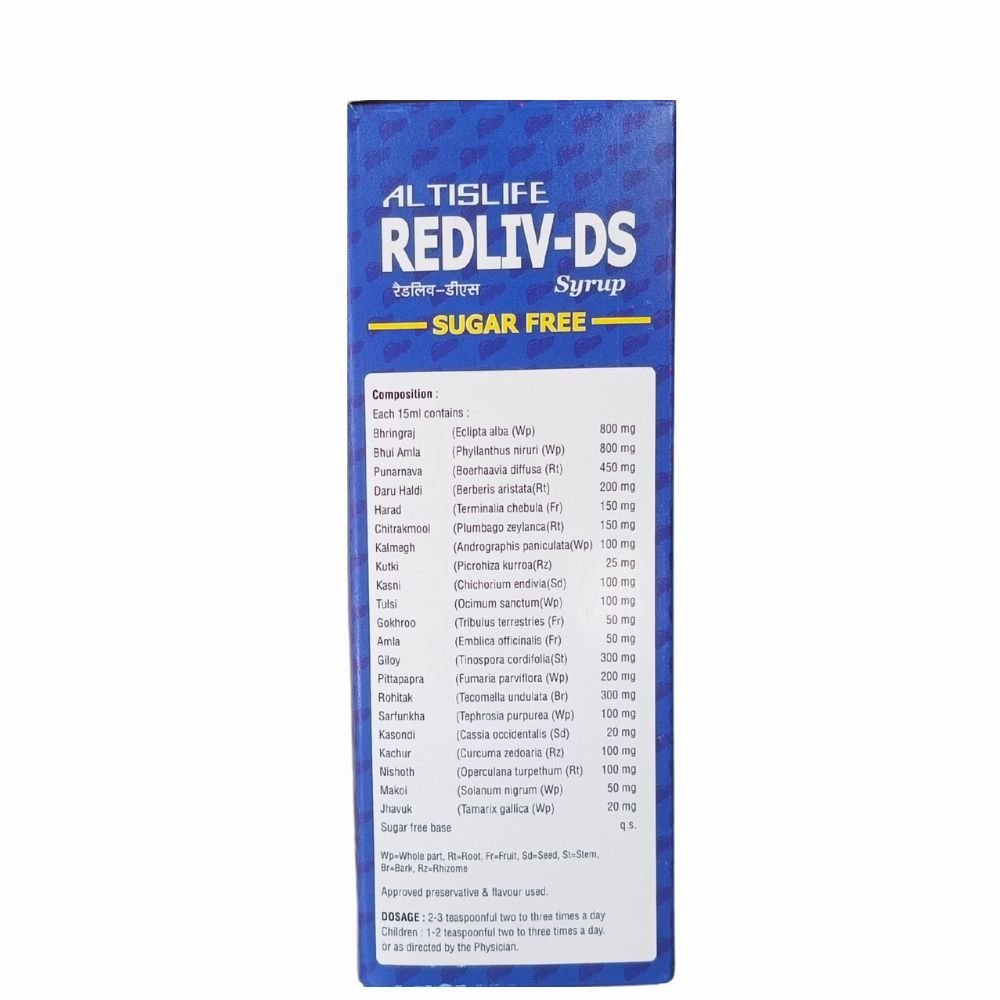 ALTISLIFE
REDLIV-DS
रेडलिव-डीएस Syrup
SUGAR FREE
Composition :
Each 15ml contains :
Bhringraj (Eclipta alba (Wp) 800 mg
Bhui Amla (Phyllanthus niruri (Wp) 800 mg
Punarnava (Boerhaavia diffusa (Rt) 450 mg
Daru Haldi (Berberis aristata(Rt) 200 mg
Harad (Terminalia chebula (Fr) 150 mg
Chitrakmool (Plumbago zeylanca(Rt) 150 mg
Kalmegh (Andrographis paniculata(Wp) 100 mg
Kutki (Picrohiza kurroa(Rz) 25 mg
Kasni (Chichorium endivia(Sd) 100 mg
Tulsi (Ocimum sanctum(Wp) 100 mg
Gokhroo (Tribulus terrestries (Fr) 50 mg
Amla (Emblica officinalis (Fr) 50 mg
Giloy (Tinospora cordifolia(St) 300 mg
Pittapapra (Fumaria parviflora (Wp) 200 mg
Rohitak (Tecomella undulata (Br) 300 mg
Sarfunkha (Tephrosia purpurea (Wp) 100 mg
Kasondi (Cassia occidentalis (Sd) 20 mg
Kachur (Curcuma zedoaria (Rz) 100 mg
Nishoth (Operculana turpethum (Rt) 100 mg
Makoi (Solanum nigrum (Wp) 50 mg
Jhavuk (Tamarix gallica (Wp) 20 mg
Sugar free base q.s.
Wp=Whole part, Rt=Root, Fr=Fruit, Sd=Seed, St=Stem,
Br=Bark, Rz=Rhizome
Approved preservative & flavour used.
DOSAGE : 2-3 teaspoonful two to three times a day
Children : 1-2 teaspoonful two to three times a day.
or as directed by the Physician.